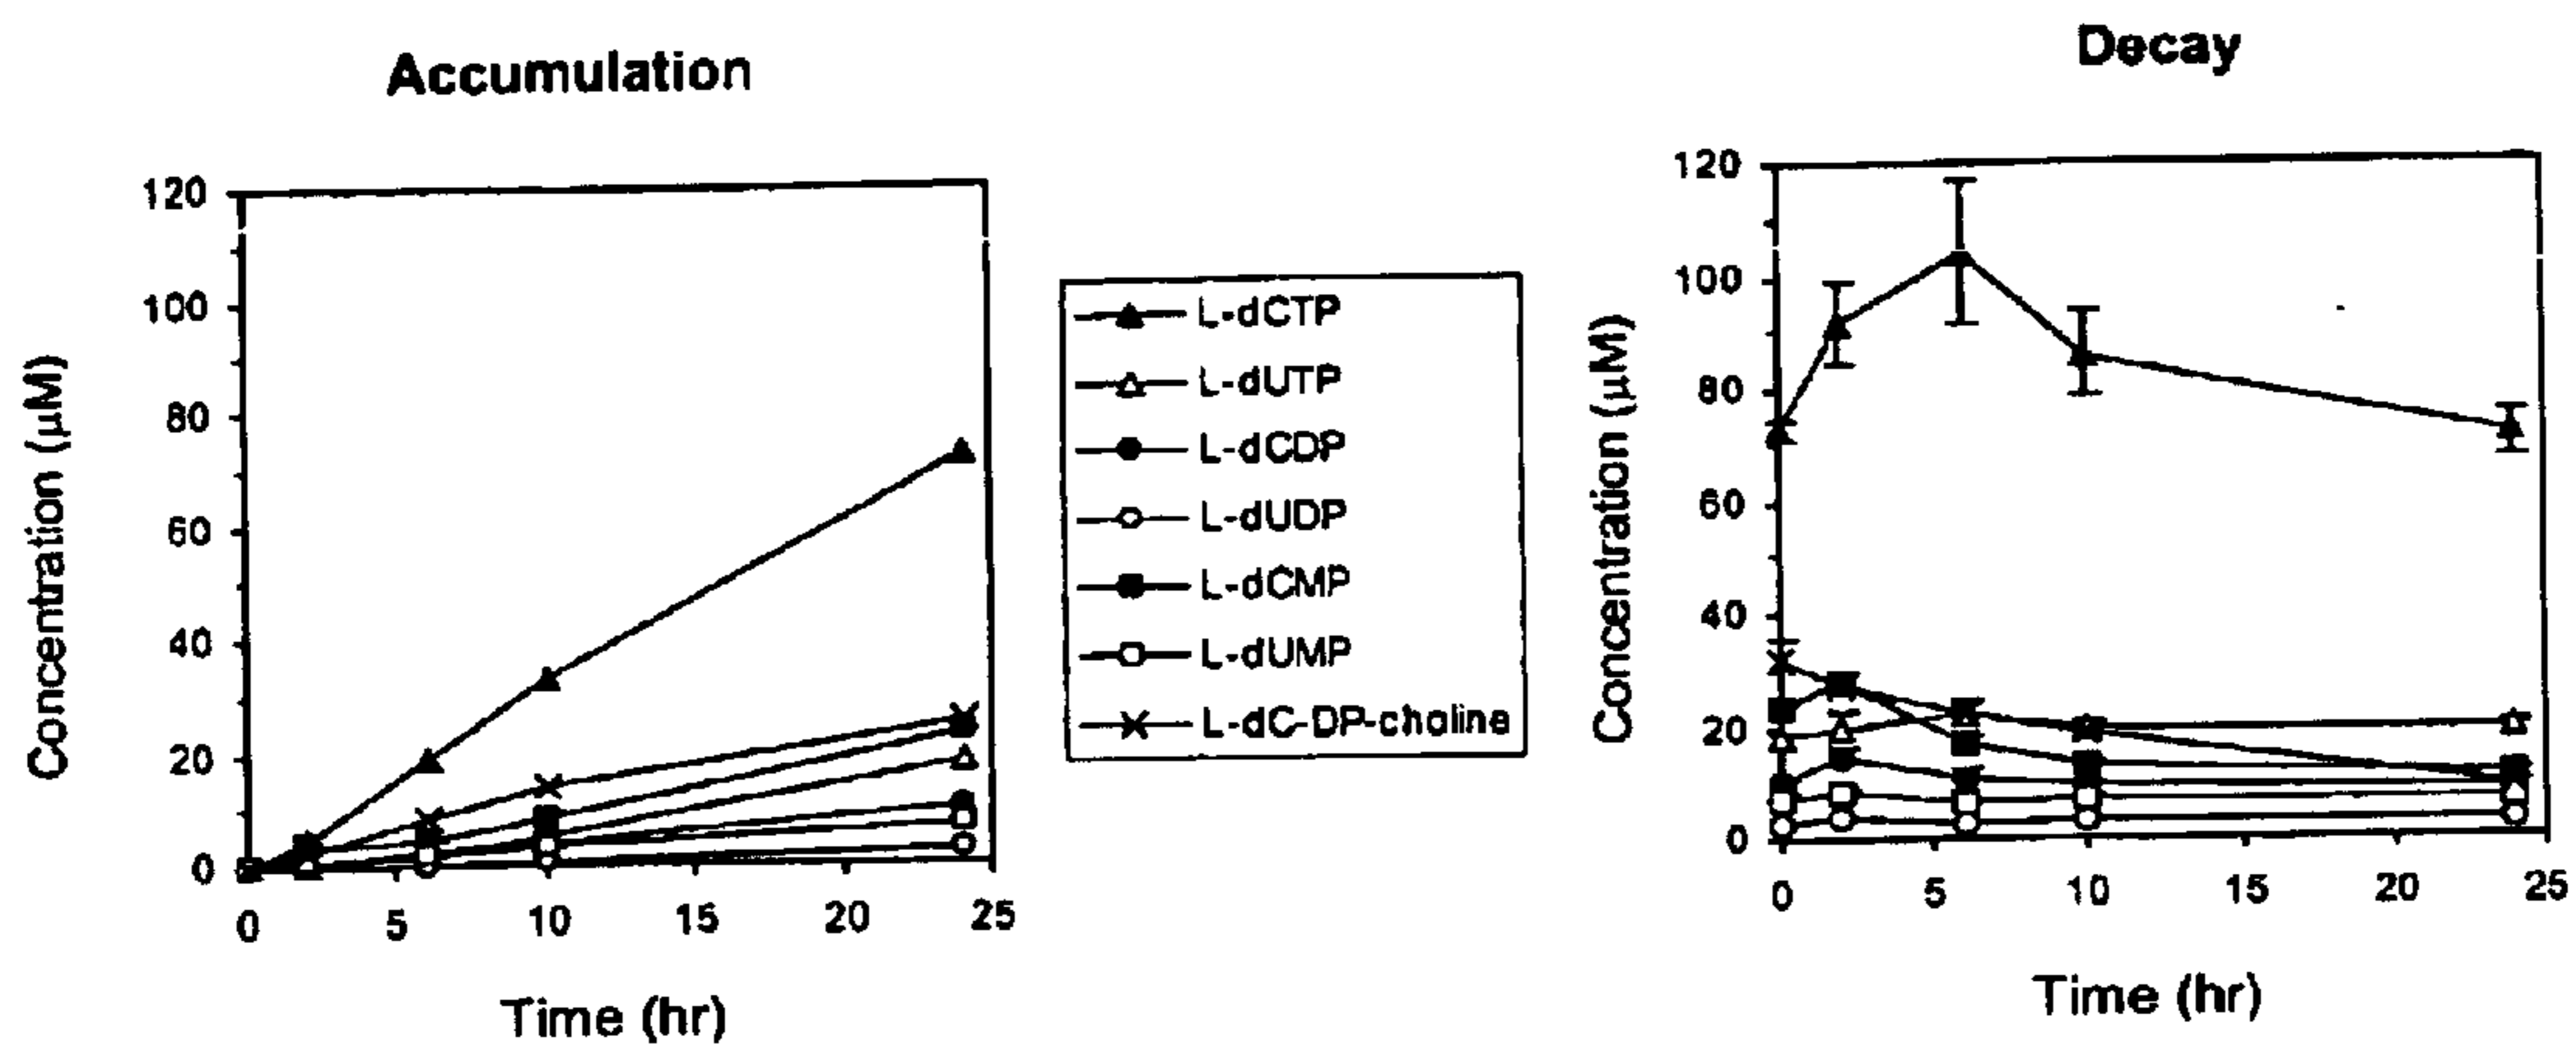 Accumulation
120
100
80
60
40
20
0
Concentration (µM)
0 5 10 15 20 25
Time (hr)
L-dCTP
L-dUTP
L-dCDP
L-dUDP
L-dCMP
L-dUMP
L-dC-DP-choline
Decay
120
100
80
60
40
20
0
Concentration (µM)
0 5 10 15 20 25
Time (hr)